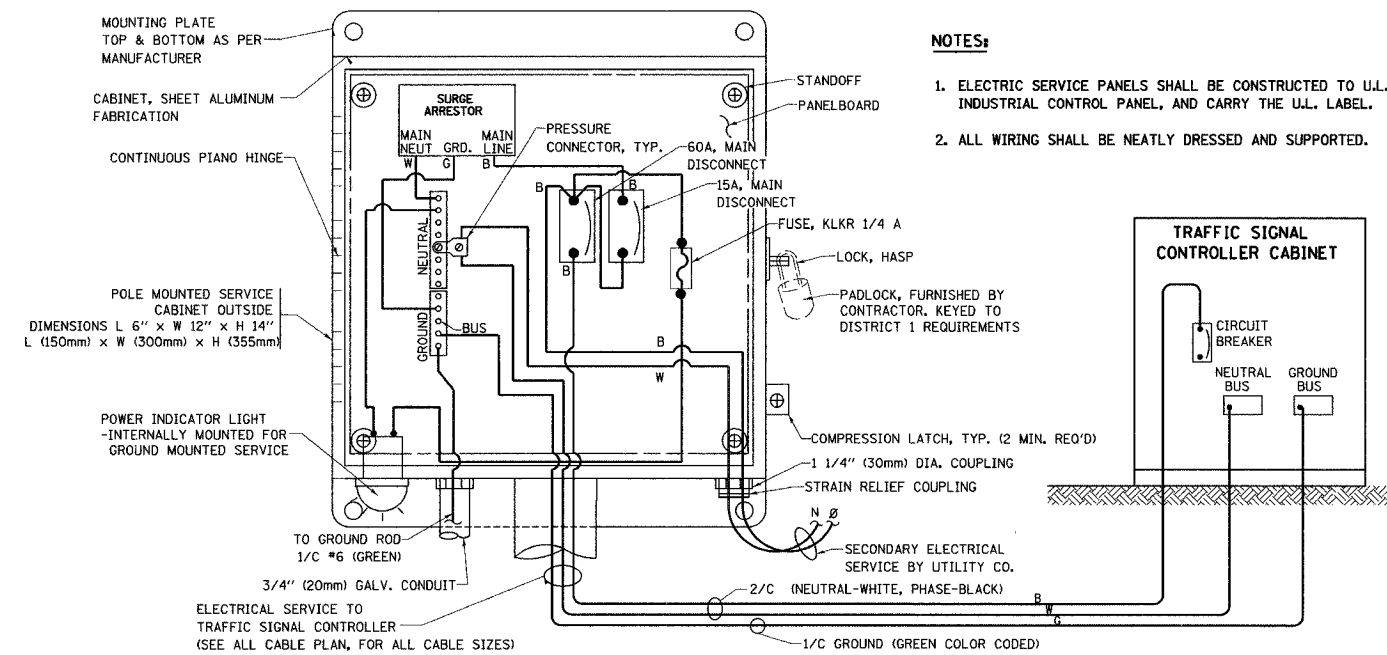 MOUNTING PLATE
TOP & BOTTOM AS PER
MANUFACTURER
CABINET, SHEET ALUMINUM
FABRICATION
CONTINUOUS PIANO HINGE
POLE MOUNTED SERVICE
CABINET OUTSIDE
DIMENSIONS L 6" x W 12" x H 14"
L (150mm) x W (300mm) x H (355mm)
POWER INDICATOR LIGHT
-INTERNALLY MOUNTED FOR
GROUND MOUNTED SERVICE
TO GROUND ROD
1/C #6 (GREEN)
3/4" (20mm) GALV. CONDUIT
ELECTRICAL SERVICE TO
TRAFFIC SIGNAL CONTROLLER
(SEE ALL CABLE PLAN, FOR ALL CABLE SIZES)
SURGE
ARRESTOR
MAIN
NEUT
GRD.
MAIN
LINE
W
G
B
PRESSURE
CONNECTOR, TYP.
NEUTRAL
GROUND
BUS
B
B
B
B
W
STANDOFF
PANELBOARD
60A, MAIN
DISCONNECT
15A, MAIN
DISCONNECT
FUSE, KLKR 1/4 A
LOCK, HASP
PADLOCK, FURNISHED BY
CONTRACTOR. KEYED TO
DISTRICT 1 REQUIREMENTS
COMPRESSION LATCH, TYP. (2 MIN. REQ'D)
1 1/4" (30mm) DIA. COUPLING
STRAIN RELIEF COUPLING
N Ø
SECONDARY ELECTRICAL
SERVICE BY UTILITY CO.
2/C (NEUTRAL-WHITE, PHASE-BLACK)
B
W
G
1/C GROUND (GREEN COLOR CODED)
NOTES:
1. ELECTRIC SERVICE PANELS SHALL BE CONSTRUCTED TO U.L.
INDUSTRIAL CONTROL PANEL, AND CARRY THE U.L. LABEL.
2. ALL WIRING SHALL BE NEATLY DRESSED AND SUPPORTED.
TRAFFIC SIGNAL
CONTROLLER CABINET
CIRCUIT
BREAKER
NEUTRAL
BUS
GROUND
BUS